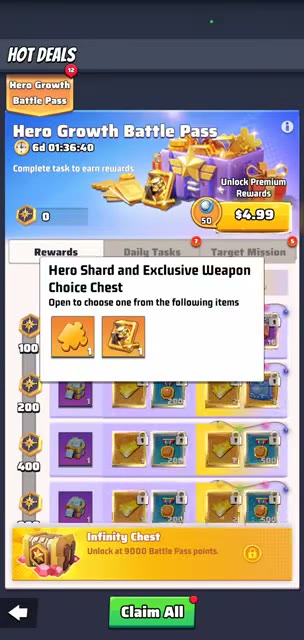 HOT DEALS
12
Hero Growth
Battle Pass
Hero Growth Battle Pass
6d 01:36:40
Complete task to earn rewards
Unlock Premium
Rewards
0
50
$4.99
Rewards
Daily Tasks
7
Target Mission
5
Hero Shard and Exclusive Weapon
Choice Chest
Open to choose one from the following items
1
1
100
200
400
Infinity Chest
Unlock at 9000 Battle Pass points.
Claim All